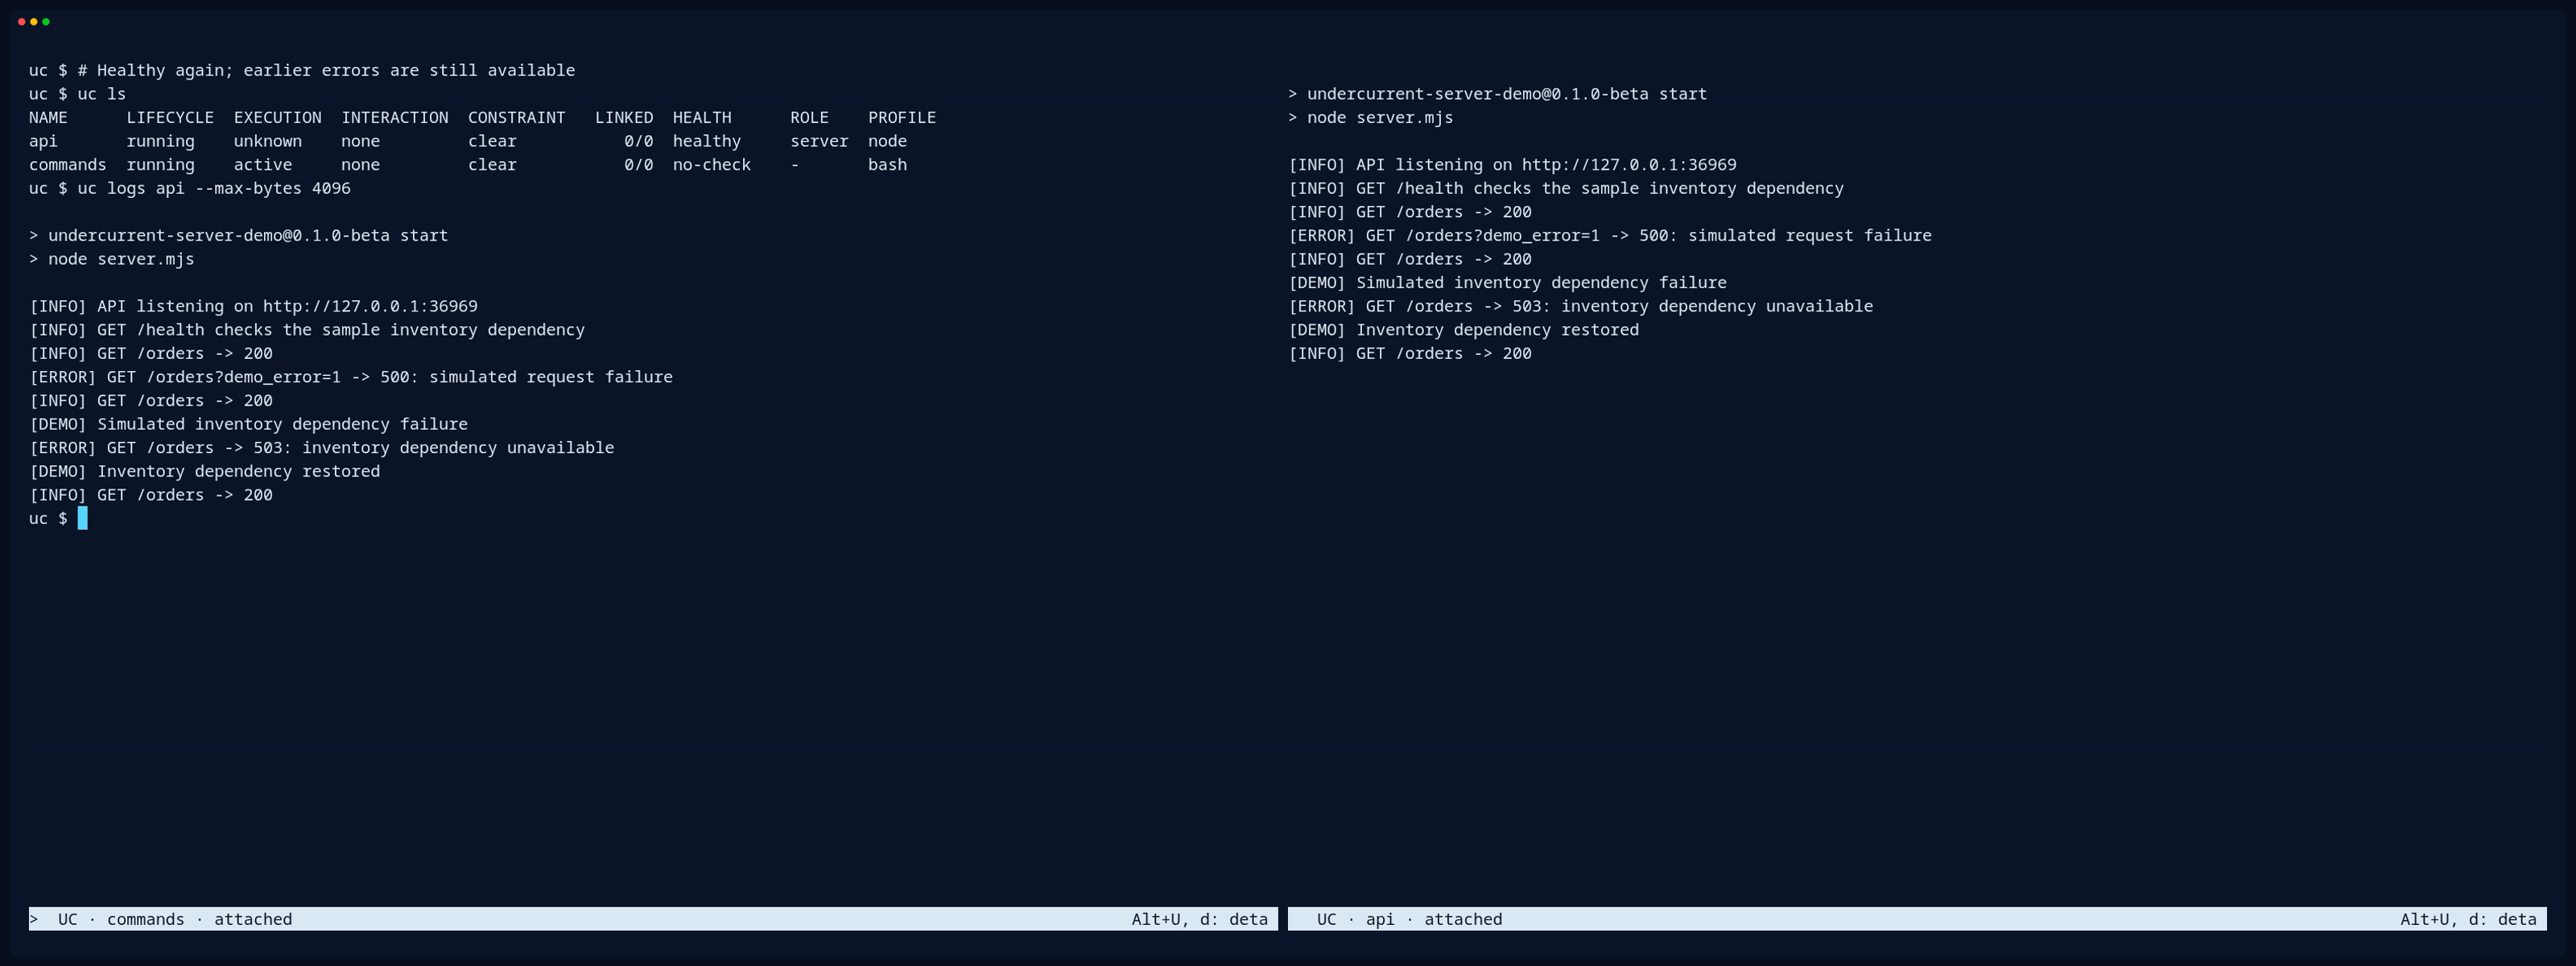 uc $ # Healthy again; earlier errors are still available
uc $ uc ls
NAME      LIFECYCLE  EXECUTION  INTERACTION  CONSTRAINT   LINKED  HEALTH      ROLE    PROFILE
api       running    unknown    none         clear           0/0  healthy     server  node
commands  running    active     none         clear           0/0  no-check    -       bash
uc $ uc logs api --max-bytes 4096
> undercurrent-server-demo@0.1.0-beta start
> node server.mjs
[INFO] API listening on http://127.0.0.1:36969
[INFO] GET /health checks the sample inventory dependency
[INFO] GET /orders -> 200
[ERROR] GET /orders?demo_error=1 -> 500: simulated request failure
[INFO] GET /orders -> 200
[DEMO] Simulated inventory dependency failure
[ERROR] GET /orders -> 503: inventory dependency unavailable
[DEMO] Inventory dependency restored
[INFO] GET /orders -> 200
uc $
>  UC · commands · attached Alt+U, d: deta
> undercurrent-server-demo@0.1.0-beta start
> node server.mjs
[INFO] API listening on http://127.0.0.1:36969
[INFO] GET /health checks the sample inventory dependency
[INFO] GET /orders -> 200
[ERROR] GET /orders?demo_error=1 -> 500: simulated request failure
[INFO] GET /orders -> 200
[DEMO] Simulated inventory dependency failure
[ERROR] GET /orders -> 503: inventory dependency unavailable
[DEMO] Inventory dependency restored
[INFO] GET /orders -> 200
UC · api · attached Alt+U, d: deta